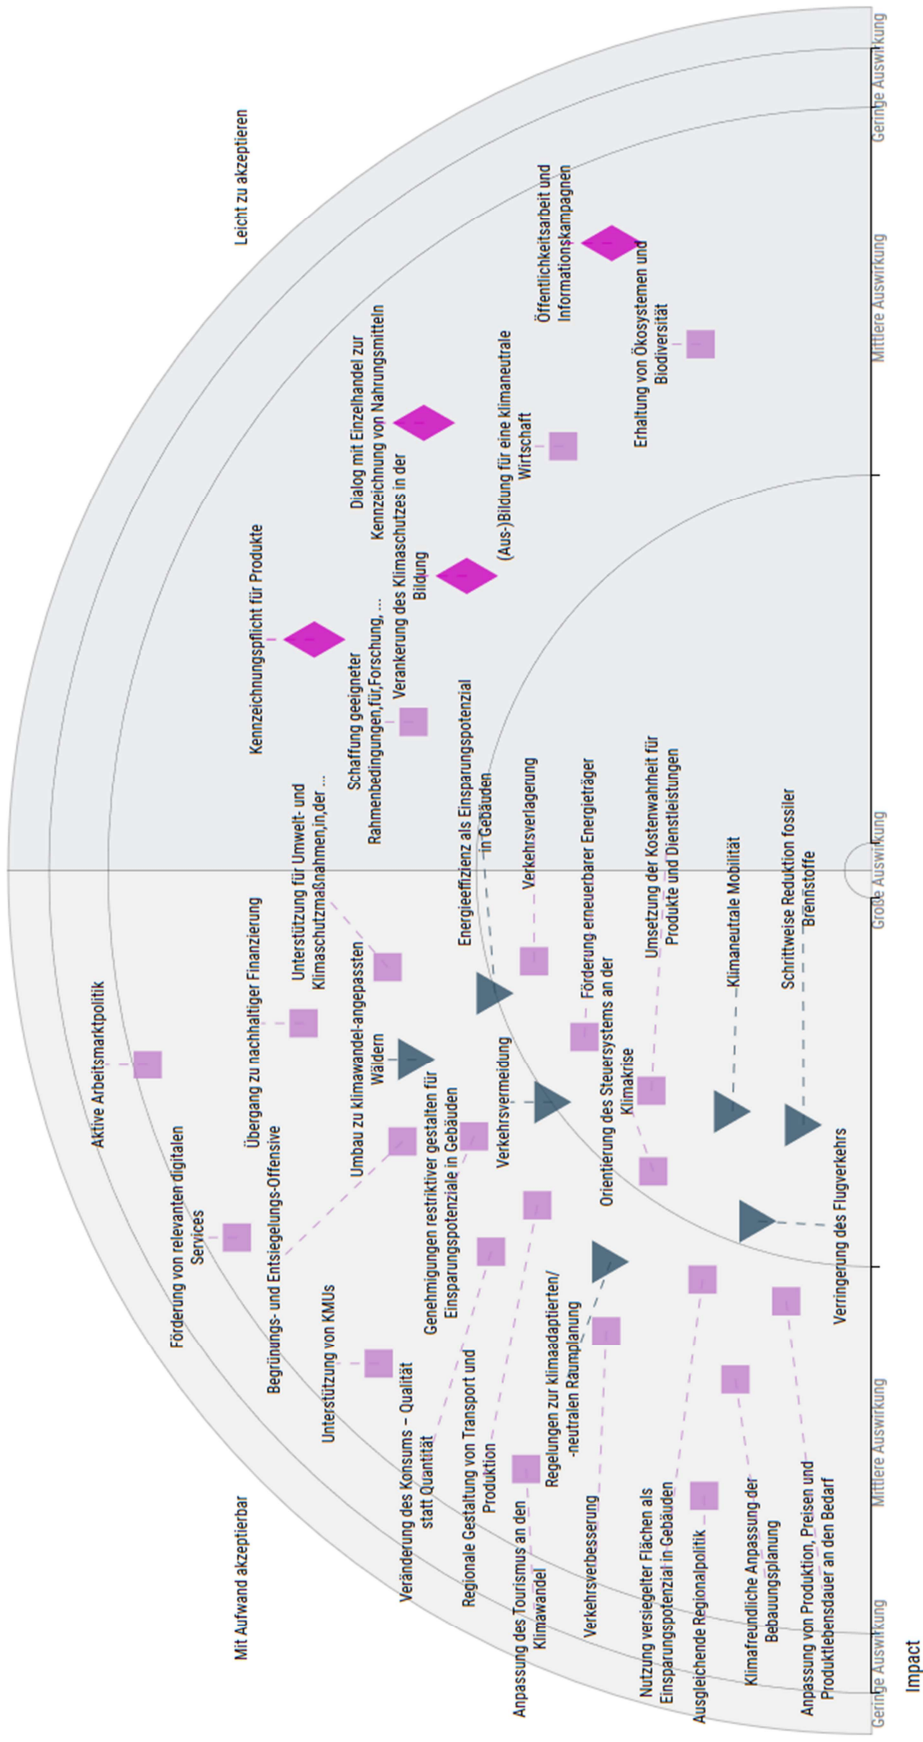 Mit Aufwand akzeptierbar
Leicht zu akzeptieren
Aktive Arbeitsmarktpolitik
Förderung von relevanten digitalen
Services
Übergang zu nachhaltiger Finanzierung
Kennzeichnungspflicht für Produkte
Begrünungs- und Entsiegelungs-Offensive
Unterstützung für Umwelt- und
Klimaschutzmaßnahmen,in,der ...
Unterstützung von KMUs
Umbau zu klimawandel-angepassten
Wäldern
Schaffung geeigneter
Rahmenbedingungen,für,Forschung, ...
Dialog mit Einzelhandel zur
Kennzeichnung von Nahrungsmitteln
Verankerung des Klimaschutzes in der
Bildung
Veränderung des Konsums – Qualität
statt Quantität
Genehmigungen restriktiver gestalten für
Einsparungspotenziale in Gebäuden
Energieeffizienz als Einsparungspotenzial
in Gebäuden
Regionale Gestaltung von Transport und
Produktion
Verkehrsvermeidung
(Aus-)Bildung für eine klimaneutrale
Wirtschaft
Anpassung des Tourismus an den
Klimawandel
Verkehrsverlagerung
Öffentlichkeitsarbeit und
Informationskampagnen
Regelungen zur klimaadaptierten/
-neutralen Raumplanung
Förderung erneuerbarer Energieträger
Verkehrsverbesserung
Orientierung des Steuersystems an der
Klimakrise
Erhaltung von Ökosystemen und
Biodiversität
Nutzung versiegelter Flächen als
Einsparungspotenzial in Gebäuden
Umsetzung der Kostenwahrheit für
Produkte und Dienstleistungen
Ausgleichende Regionalpolitik
Klimaneutrale Mobilität
Klimafreundliche Anpassung der
Bebauungsplanung
Schrittweise Reduktion fossiler
Brennstoffe
Anpassung von Produktion, Preisen und
Produktlebensdauer an den Bedarf
Verringerung des Flugverkehrs
Geringe Auswirkung
Mittlere Auswirkung
Große Auswirkung
Mittlere Auswirkung
Geringe Auswirkung
Impact